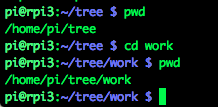 pi@rpi3:~/tree $ pwd
/home/pi/tree
pi@rpi3:~/tree $ cd work
pi@rpi3:~/tree/work $ pwd
/home/pi/tree/work
pi@rpi3:~/tree/work $